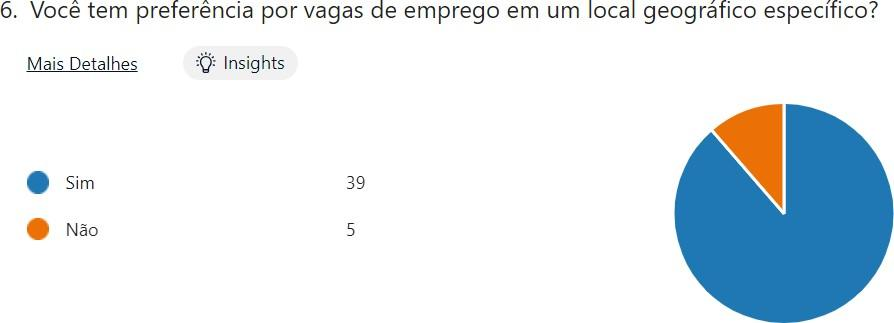 6. Você tem preferência por vagas de emprego em um local geográfico específico?
Mais Detalhes Insights
Sim 39
Não 5